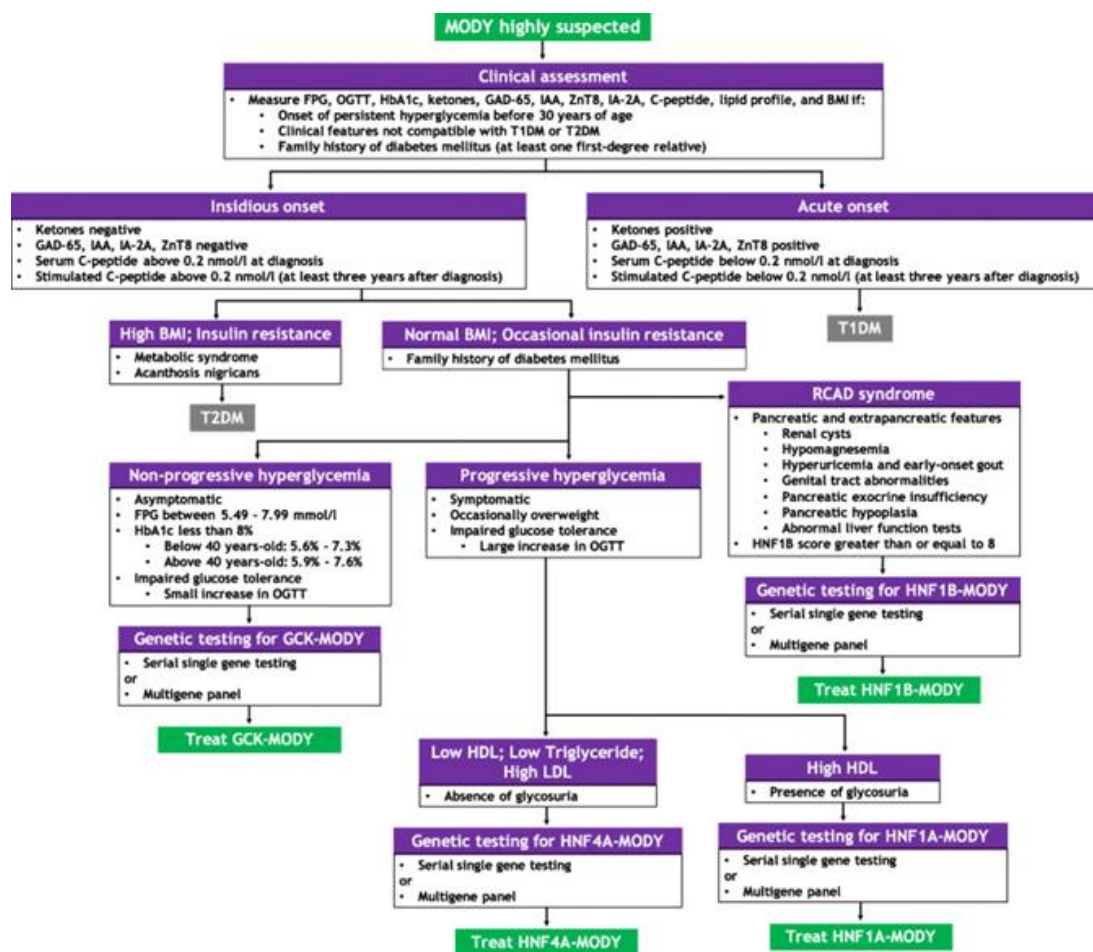 MODY highly suspected
Clinical assessment
• Measure FPG, OGTT, HbA1c, ketones, GAD-65, IAA, ZnT8, IA-2A, C-peptide, lipid profile, and BMI if:
• Onset of persistent hyperglycemia before 30 years of age
• Clinical features not compatible with T1DM or T2DM
• Family history of diabetes mellitus (at least one first-degree relative)
Insidious onset
• Ketones negative
• GAD-65, IAA, IA-2A, ZnT8 negative
• Serum C-peptide above 0.2 nmol/l at diagnosis
• Stimulated C-peptide above 0.2 nmol/l (at least three years after diagnosis)
Acute onset
• Ketones positive
• GAD-65, IAA, IA-2A, ZnT8 positive
• Serum C-peptide below 0.2 nmol/l at diagnosis
• Stimulated C-peptide below 0.2 nmol/l (at least three years after diagnosis)
High BMI; Insulin resistance
• Metabolic syndrome
• Acanthosis nigricans
Normal BMI; Occasional insulin resistance
• Family history of diabetes mellitus
T1DM
T2DM
RCAD syndrome
• Pancreatic and extrapancreatic features
• Renal cysts
• Hypomagnesemia
• Hyperuricemia and early-onset gout
• Genital tract abnormalities
• Pancreatic exocrine insufficiency
• Pancreatic hypoplasia
• Abnormal liver function tests
• HNF1B score greater than or equal to 8
Non-progressive hyperglycemia
• Asymptomatic
• FPG between 5.49 - 7.99 mmol/l
• HbA1c less than 8%
• Below 40 years-old: 5.6% - 7.3%
• Above 40 years-old: 5.9% - 7.6%
• Impaired glucose tolerance
• Small increase in OGTT
Progressive hyperglycemia
• Symptomatic
• Occasionally overweight
• Impaired glucose tolerance
• Large increase in OGTT
Genetic testing for HNF1B-MODY
• Serial single gene testing
or
• Multigene panel
Treat HNF1B-MODY
Genetic testing for GCK-MODY
• Serial single gene testing
or
• Multigene panel
Treat GCK-MODY
Low HDL; Low Triglyceride;
High LDL
• Absence of glycosuria
High HDL
• Presence of glycosuria
Genetic testing for HNF4A-MODY
• Serial single gene testing
or
• Multigene panel
Treat HNF4A-MODY
Genetic testing for HNF1A-MODY
• Serial single gene testing
or
• Multigene panel
Treat HNF1A-MODY